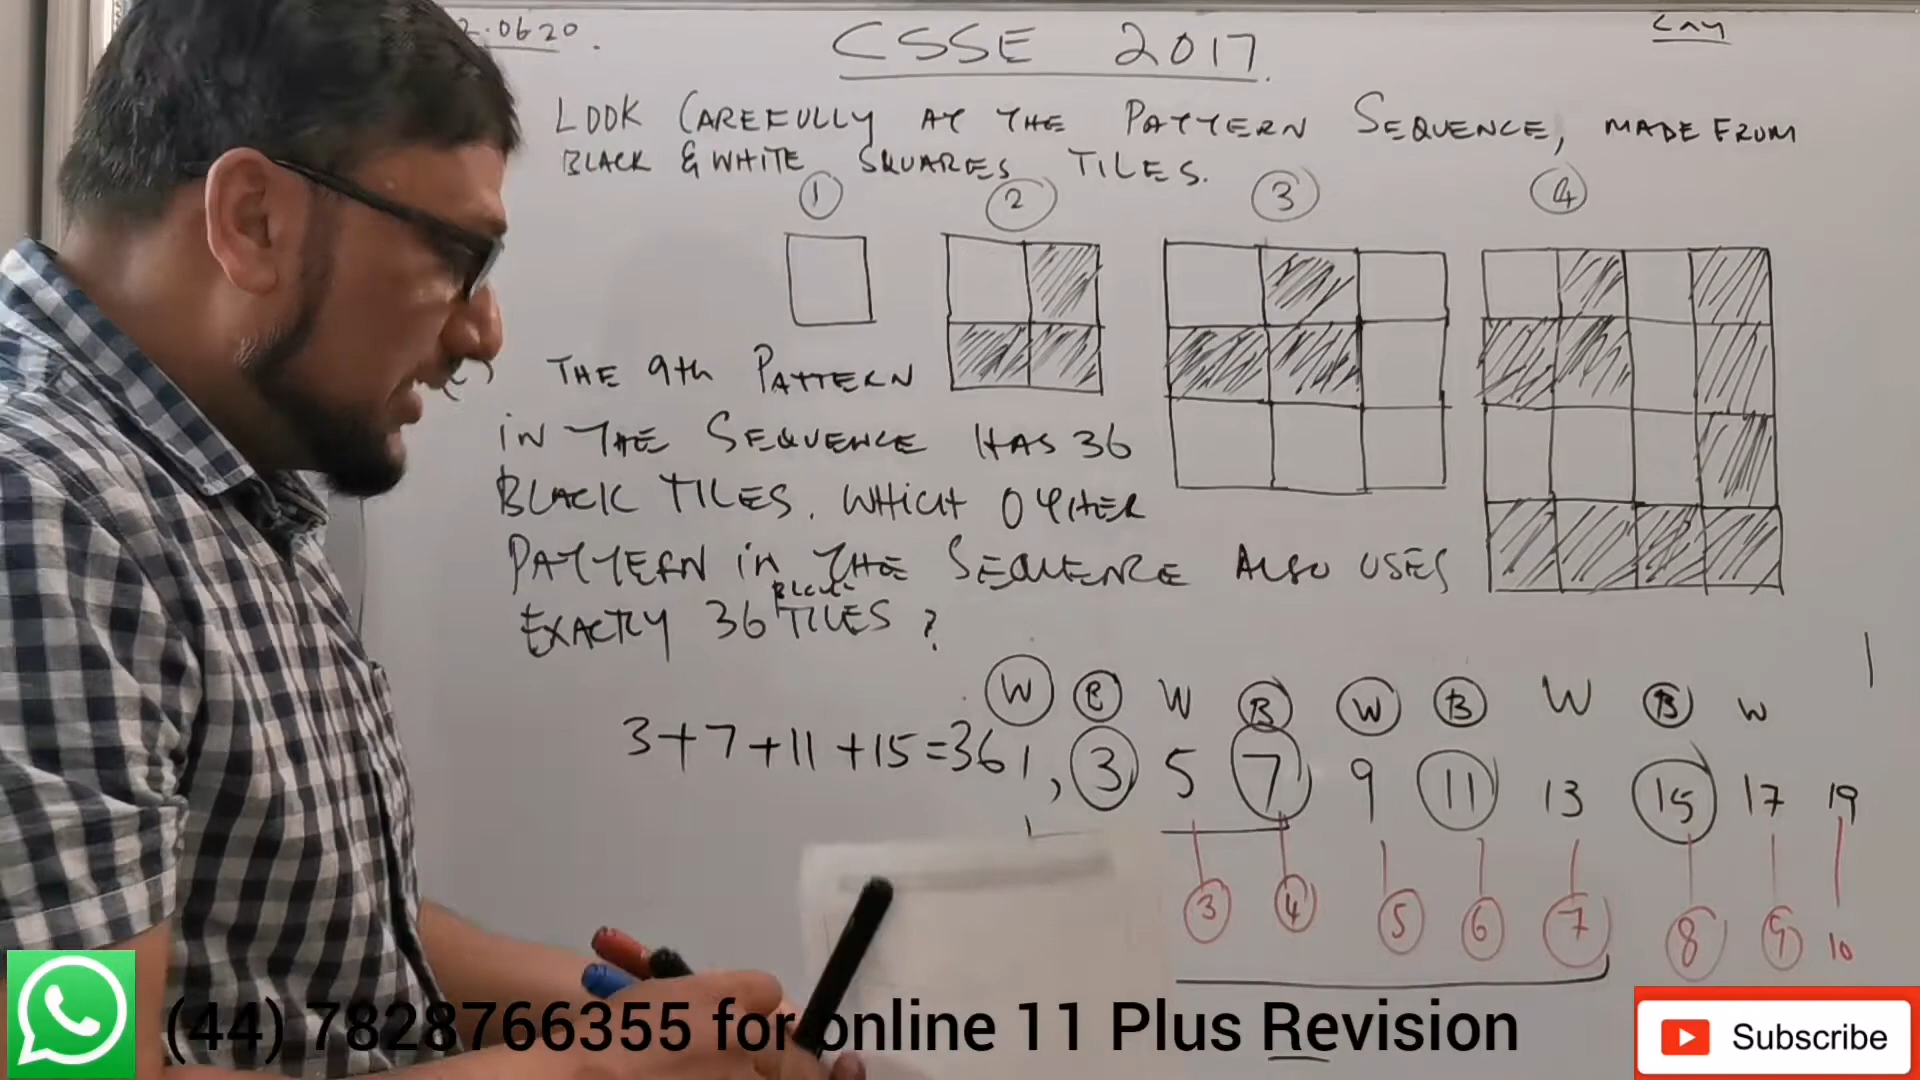 2.06.20.
CSSE 2017.
LOOK CAREFULLY AT THE PATTERN SEQUENCE, MADE FROM
BLACK & WHITE SQUARES TILES.
1 2 3 4
THE 9th PATTERN
IN THE SEQUENCE HAS 36
BLACK TILES. WHICH OTHER
PATTERN IN THE SEQUENCE ALSO USES
BLACK
EXACTLY 36 TILES ?
W B W B W B W B W
3+7+11+15=36
1, 3 5 7 9 11 13 15 17 19
3 4 5 6 7 8 9 10
(44) 7828766355 for online 11 Plus Revision
Subscribe